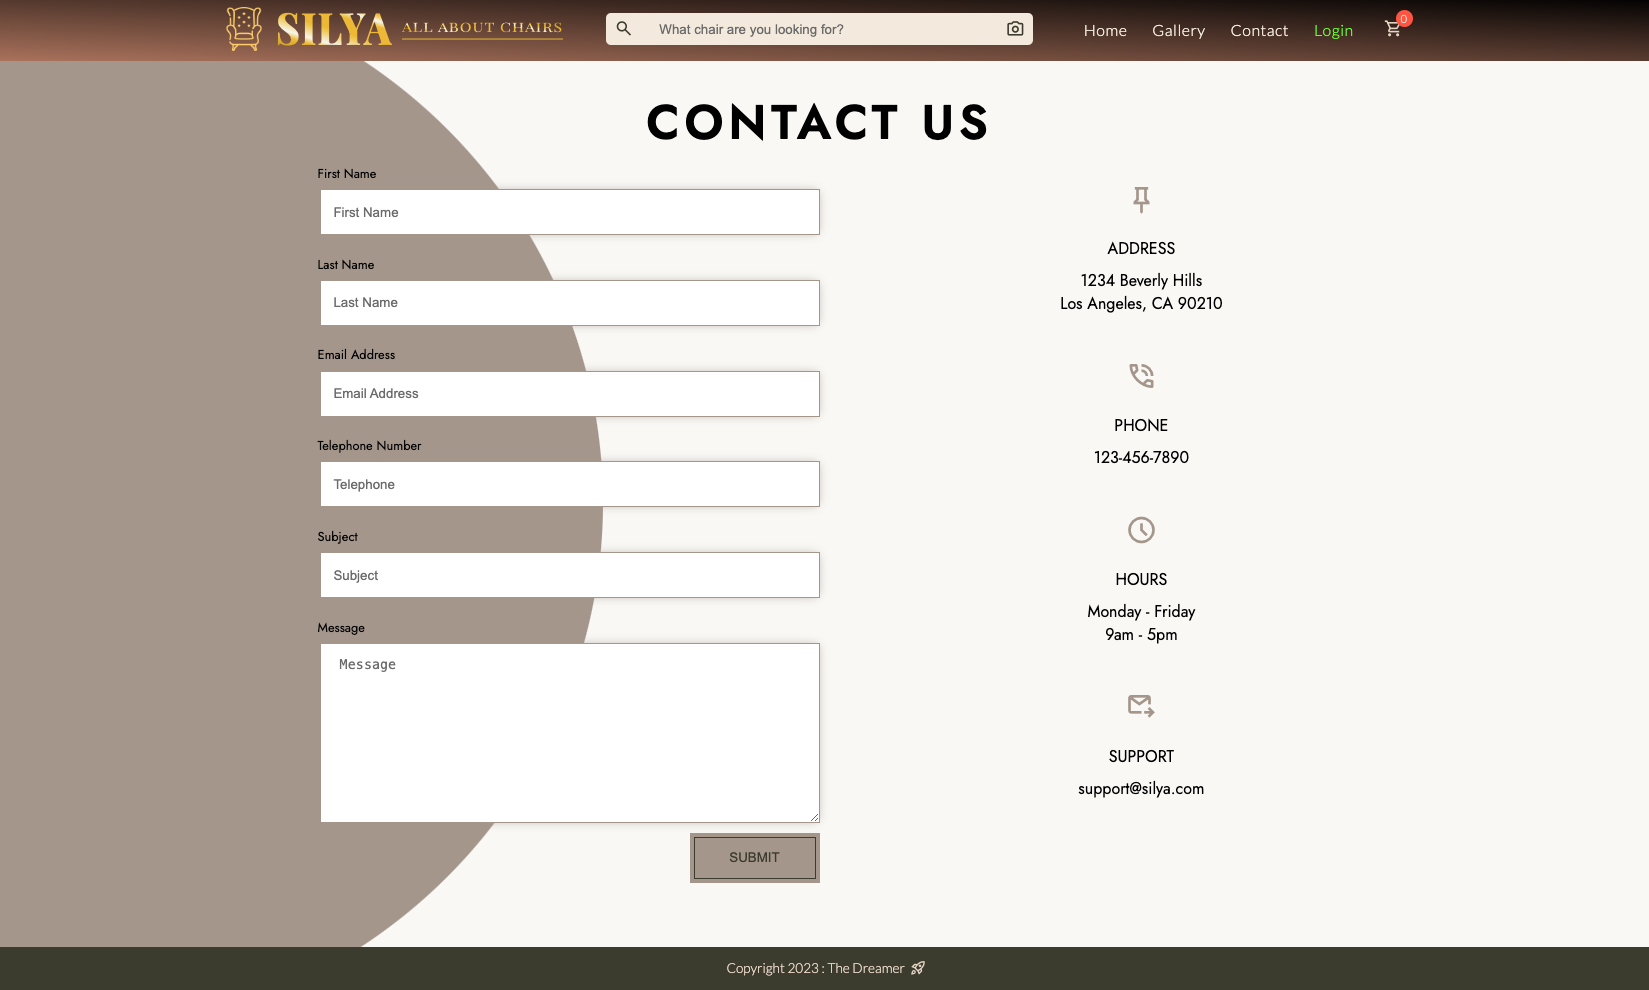 SILYA ALL ABOUT CHAIRS
What chair are you looking for?
Home Gallery Contact Login 0
CONTACT US
First Name
First Name
Last Name
Last Name
Email Address
Email Address
Telephone Number
Telephone
Subject
Subject
Message
Message
SUBMIT
ADDRESS
1234 Beverly Hills
Los Angeles, CA 90210
PHONE
123-456-7890
HOURS
Monday - Friday
9am - 5pm
SUPPORT
support@silya.com
Copyright 2023 : The Dreamer